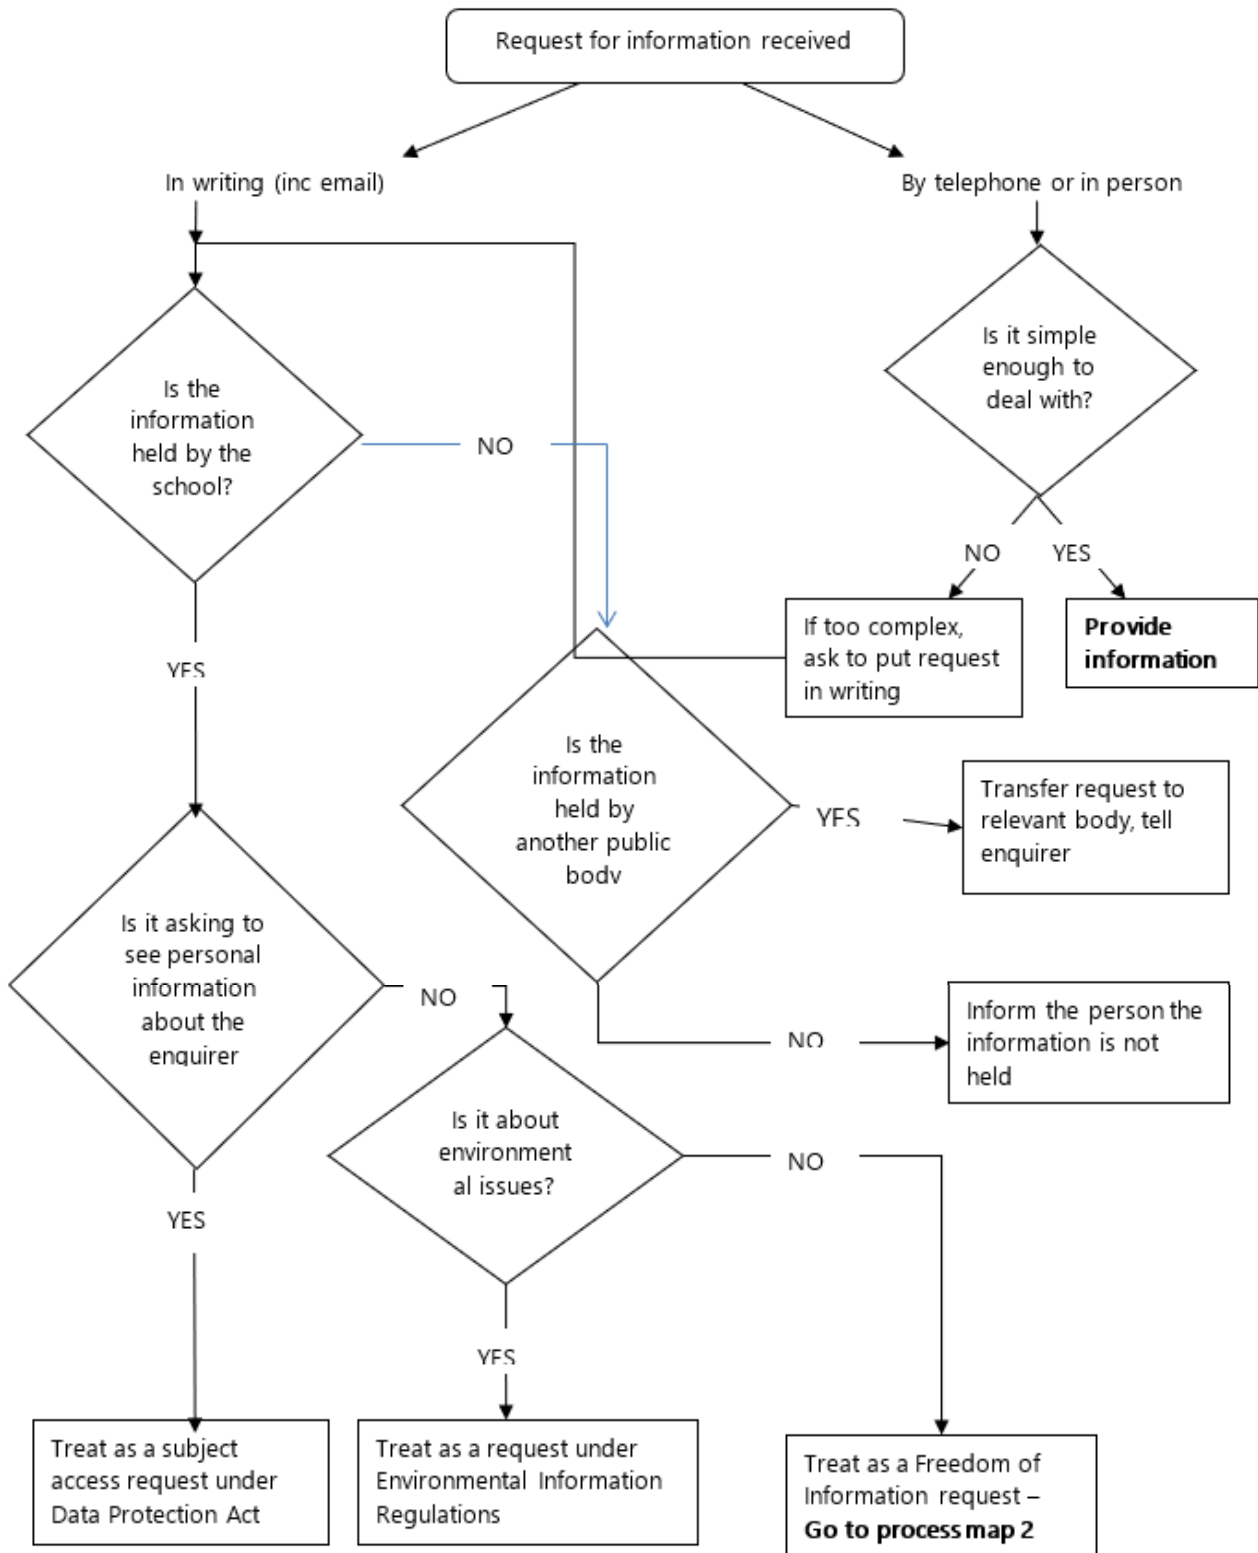 Request for information received
In writing (inc email)
By telephone or in person
Is it simple
enough to
deal with?
Is the
information
held by the
school?
NO
NO
YES
If too complex,
ask to put request
in writing
Provide
information
YES
Is the
information
held by
another public
body
YES
Transfer request to
relevant body, tell
enquirer
Is it asking to
see personal
information
about the
enquirer
NO
Inform the person the
information is not
held
NO
Is it about
environment
al issues?
NO
YES
YES
Treat as a subject
access request under
Data Protection Act
Treat as a request under
Environmental Information
Regulations
Treat as a Freedom of
Information request –
Go to process map 2